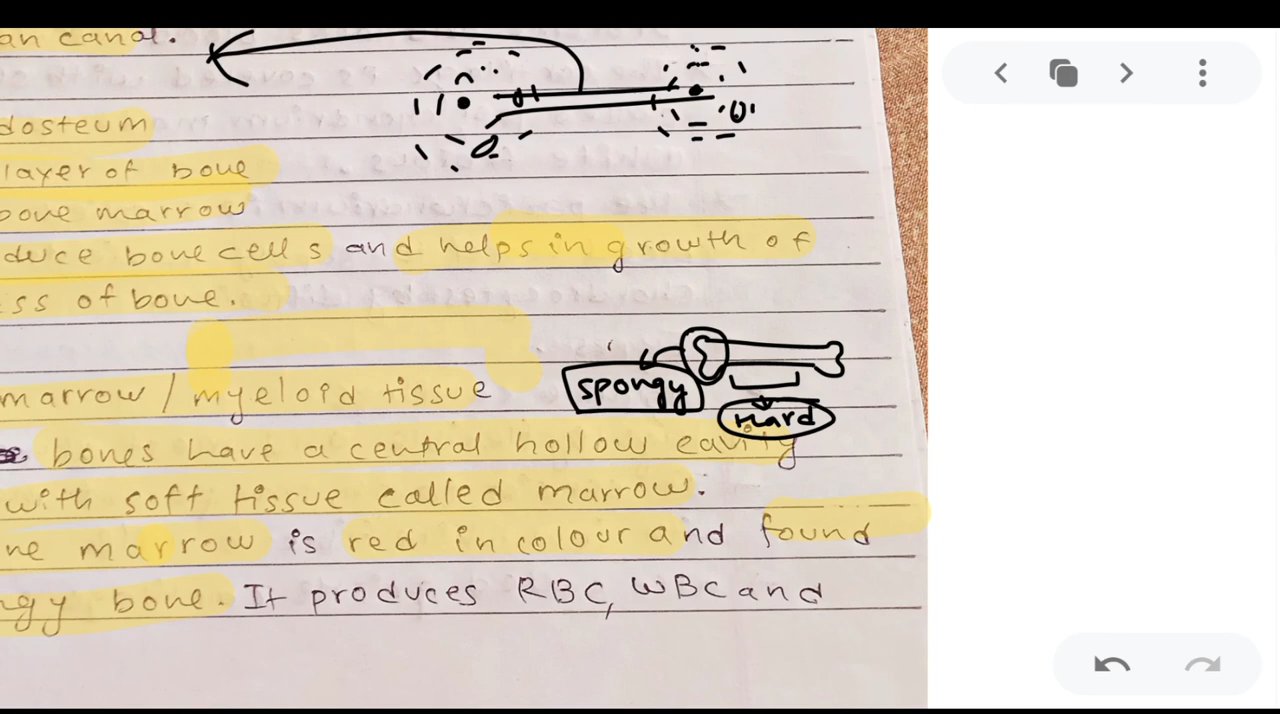 an canal.
dosteum
layer of bone
bone marrow
duce bone cells and helps in growth of
ss of bone.
marrow / myeloid tissue
spongy
Hard
bones have a central hollow cavity
with soft tissue called marrow.
ne marrow is red in colour and found
ngy bone. It produces RBC, WBC and